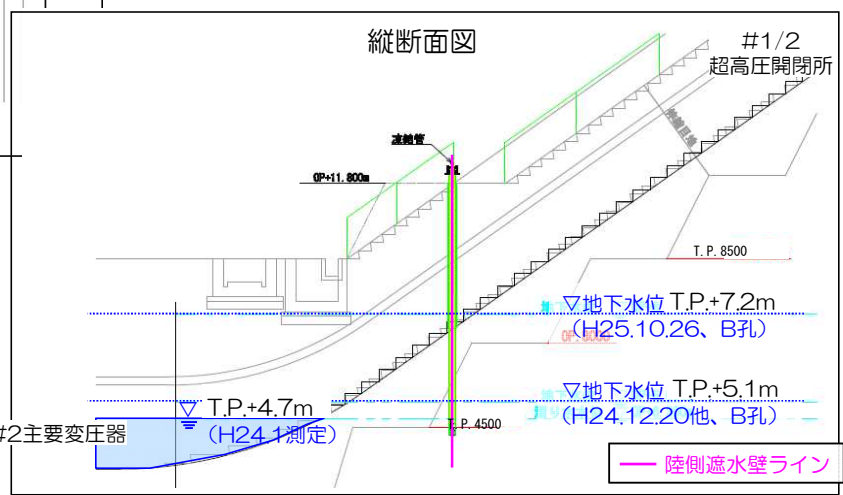 縦断面図
#1/2
超高圧開閉所
凍結管
OP+11.800m
T.P.8500
▽地下水位 T.P.+7.2m
(H25.10.26、B孔)
▽地下水位 T.P.+5.1m
(H24.12.20他、B孔)
▽ T.P.+4.7m
(H24.1測定)
T.P.4500
#2主要変圧器
陸側遮水壁ライン